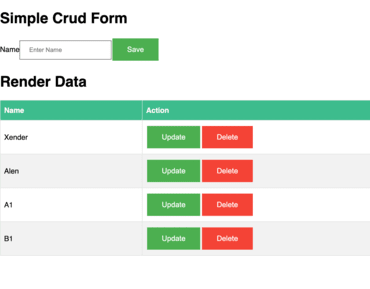 Simple Crud Form
Name Enter Name Save
Render Data
Name Action
Xender Update Delete
Alen Update Delete
A1 Update Delete
B1 Update Delete